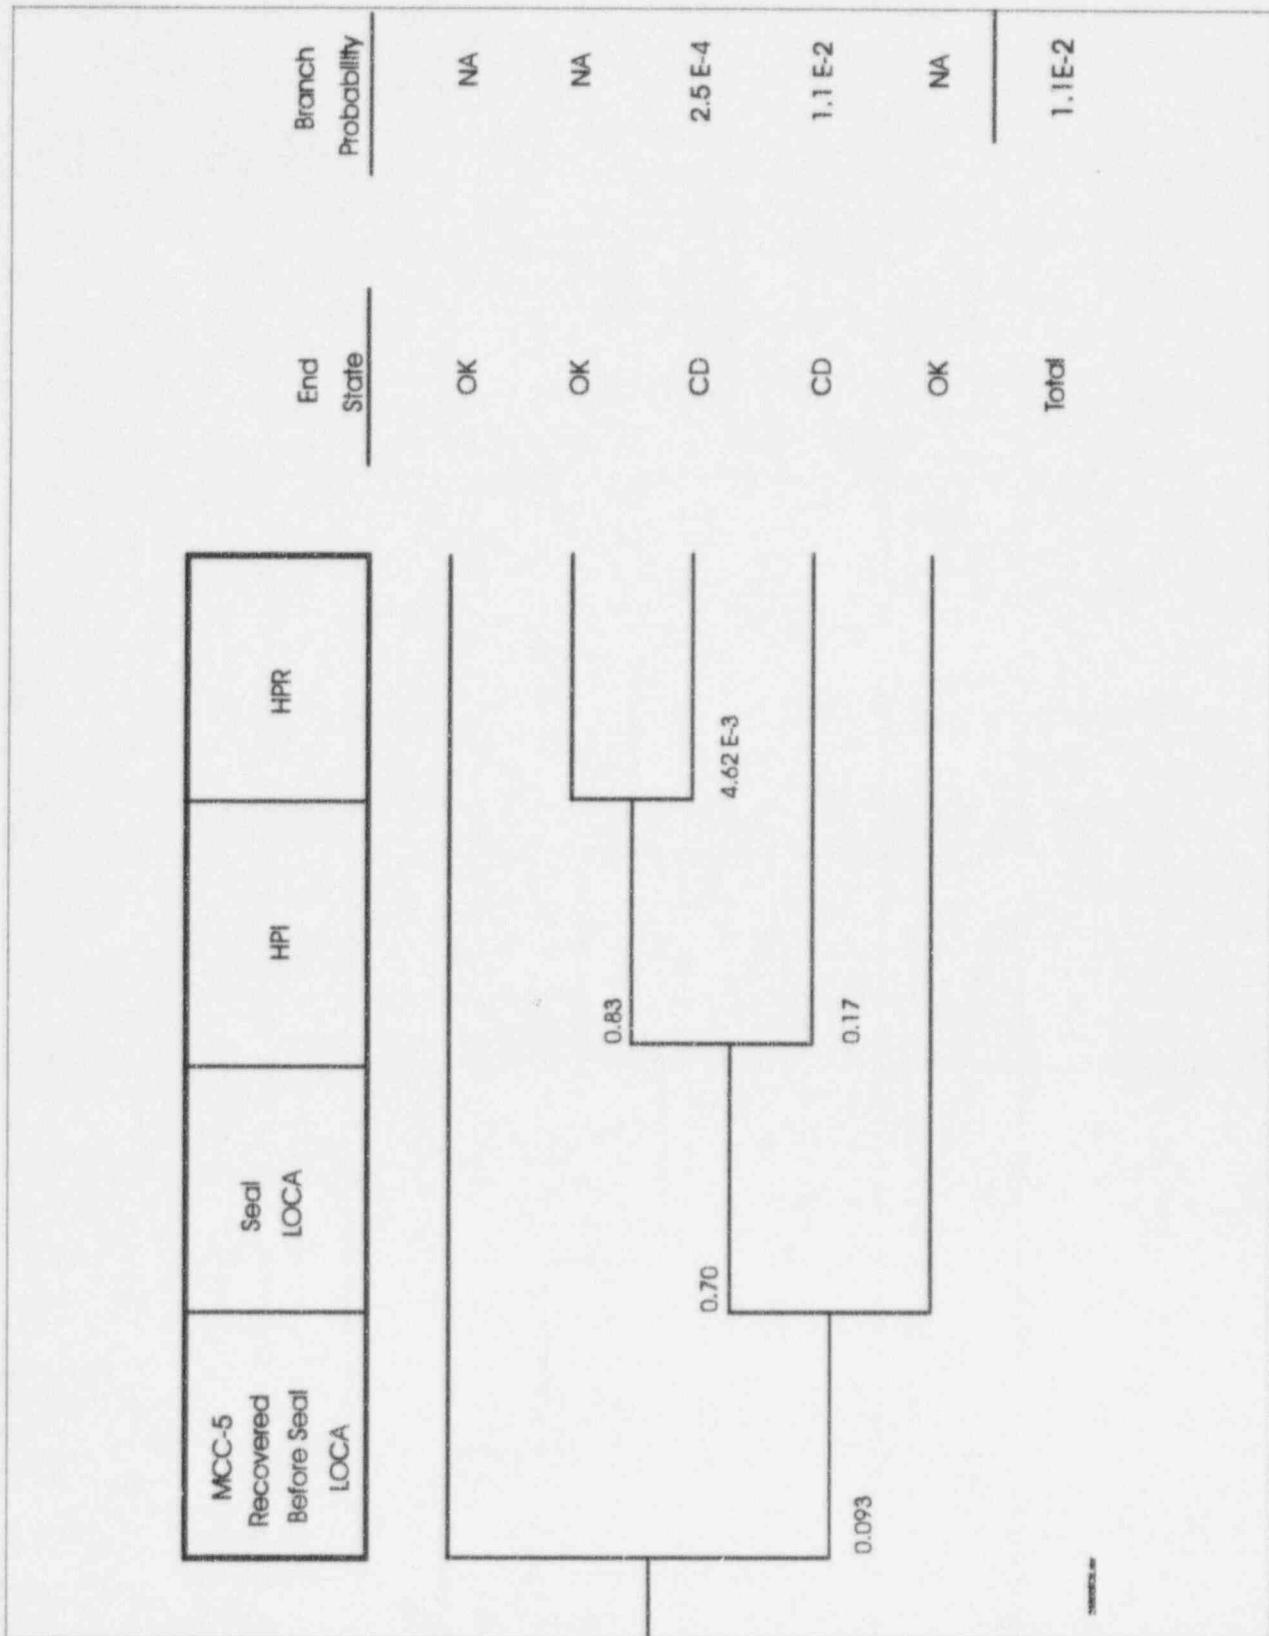 MCC-5
Recovered
Before Seal
LOCA
Seal
LOCA
HPI
HPR
End
State
Branch
Probability
OK
NA
OK
NA
0.83
4.62 E-3
CD
2.5 E-4
0.70
0.17
CD
1.1 E-2
0.093
OK
NA
Total
1.1E-2